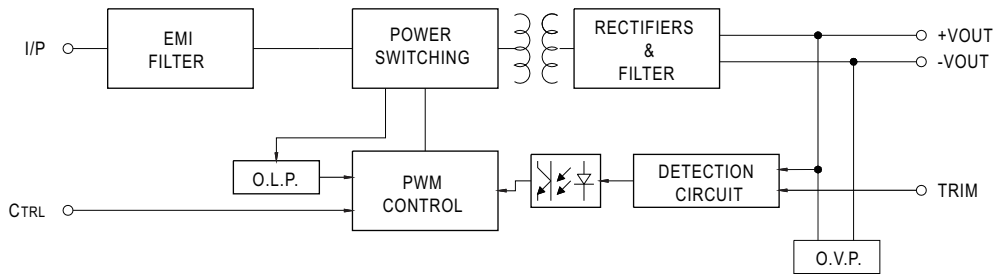 I/P
EMI
FILTER
POWER
SWITCHING
RECTIFIERS
&
FILTER
+VOUT
-VOUT
O.L.P.
PWM
CONTROL
DETECTION
CIRCUIT
TRIM
CTRL
O.V.P.